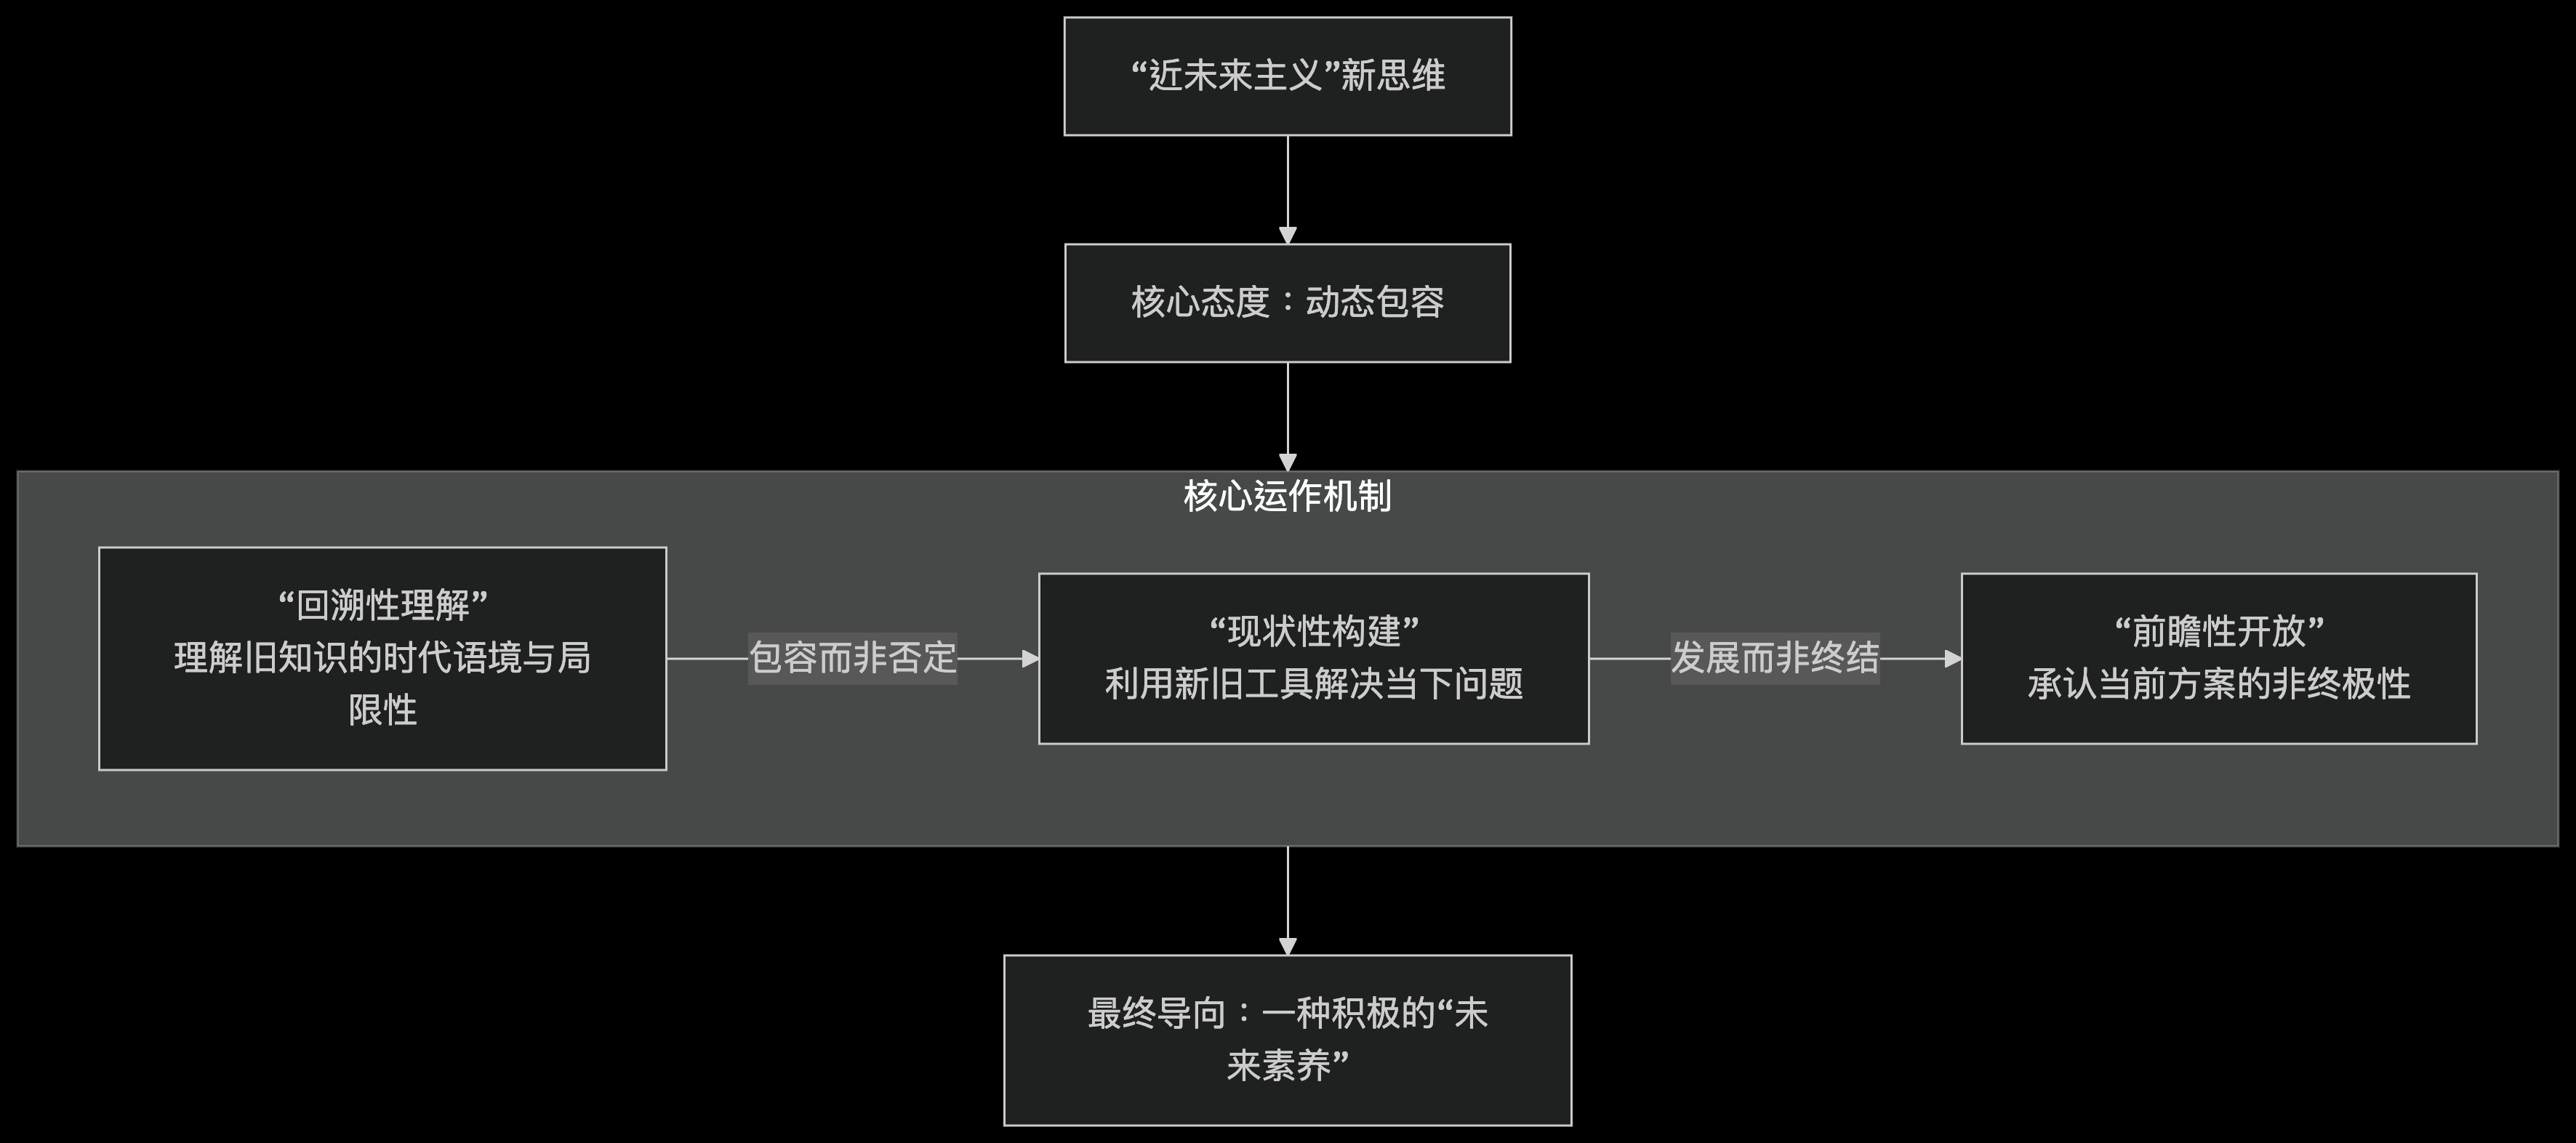 “近未来主义”新思维
核心态度：动态包容
核心运作机制
“回溯性理解”
理解旧知识的时代语境与局
限性
包容而非否定
“现状性构建”
利用新旧工具解决当下问题
发展而非终结
“前瞻性开放”
承认当前方案的非终极性
最终导向：一种积极的“未
来素养”